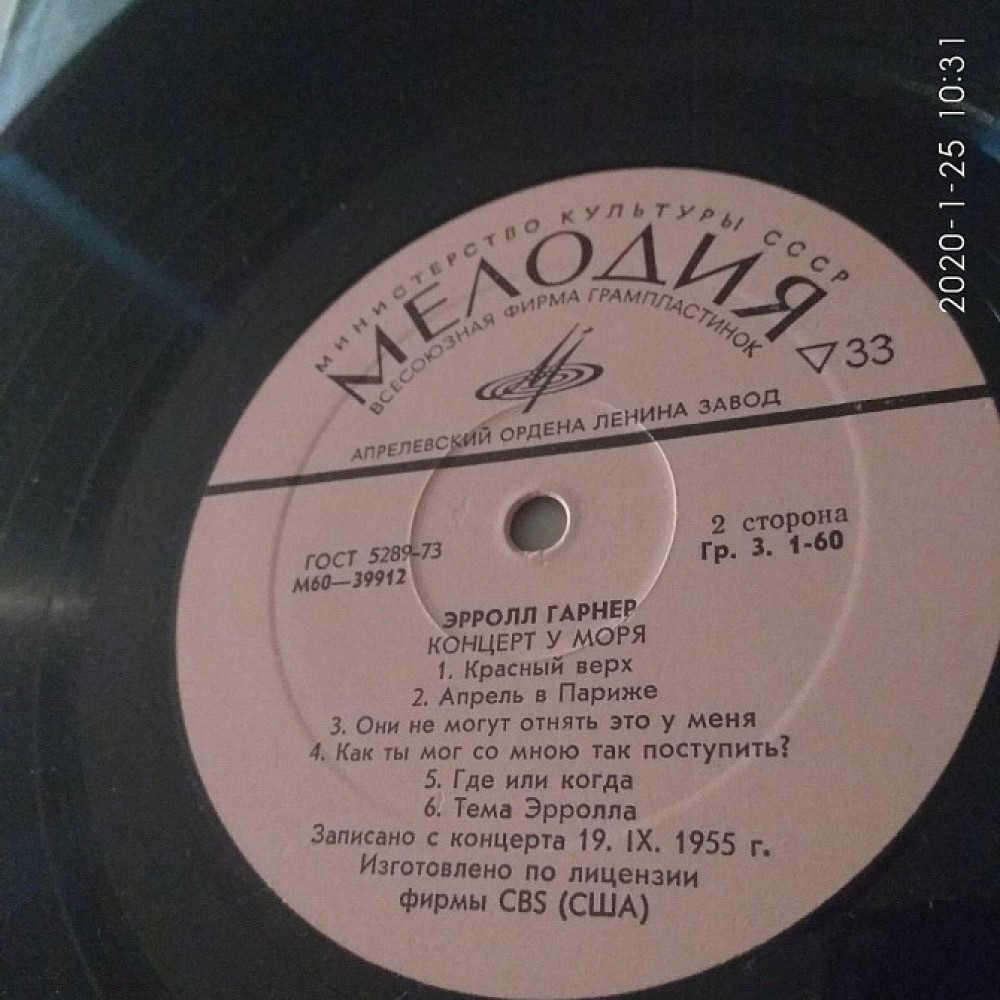 2020-1-25 10:31
МИНИСТЕРСТВО КУЛЬТУРЫ СССР
МЕЛОДИЯ
ВСЕСОЮЗНАЯ ФИРМА ГРАМПЛАСТИНОК
33
АПРЕЛЕВСКИЙ ОРДЕНА ЛЕНИНА ЗАВОД
ГОСТ 5289-73
М60—39912
2 сторона
Гр. 3. 1-60
ЭРРОЛЛ ГАРНЕР
КОНЦЕРТ У МОРЯ
1. Красный верх
2. Апрель в Париже
3. Они не могут отнять это у меня
4. Как ты мог со мною так поступить?
5. Где или когда
6. Тема Эрролла
Записано с концерта 19. IX. 1955 г.
Изготовлено по лицензии
фирмы CBS (США)